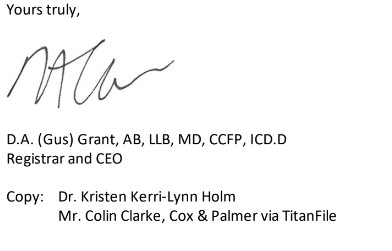 Yours truly,
D.A. (Gus) Grant, AB, LLB, MD, CCFP, ICD.D
Registrar and CEO
Copy: Dr. Kristen Kerri-Lynn Holm
Mr. Colin Clarke, Cox & Palmer via TitanFile